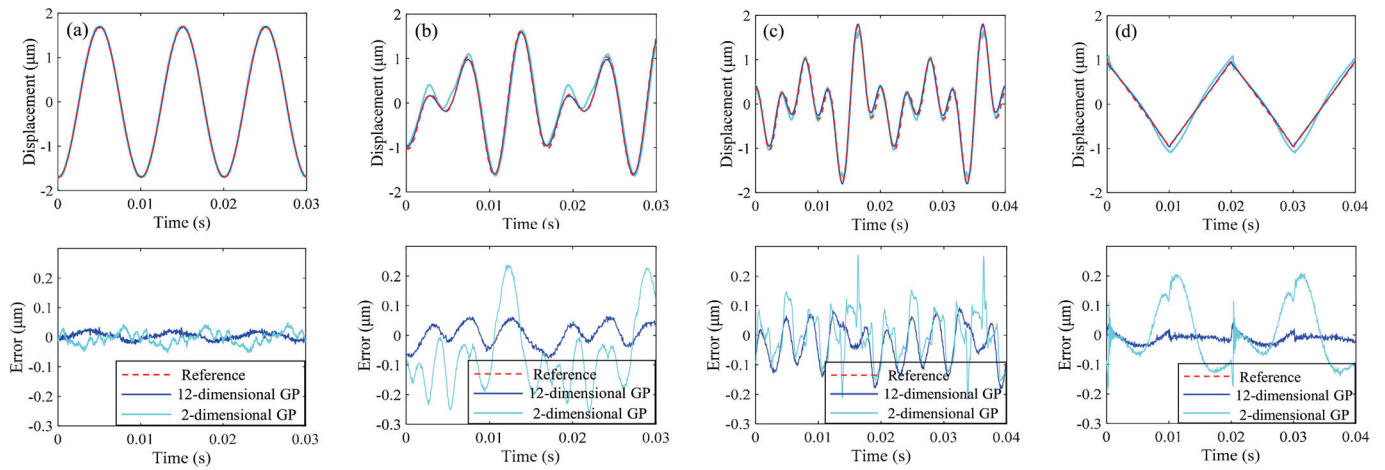 (a)
Displacement (μm)
2
1
0
-1
-2
0
0.01
0.02
0.03
Time (s)
(b)
Displacement (μm)
2
1
0
-1
2
0
0.01
0.02
0.03
Time (s)
(c)
Displacement (μm)
2
1
0
-1
2
0
0.01
0.02
0.03
0.04
Time (s)
(d)
Displacement (μm)
2
1
0
-1
2
0
0.01
0.02
0.03
0.04
Time (s)
Error (μm)
0.2
0.1
0
-0.1
-0.2
-0.3
0
0.01
0.02
0.03
Time (s)
Reference
12-dimensional GP
2-dimensional GP
Error (μm)
0.2
0.1
0
-0.1
-0.2
-0.3
0
0.01
0.02
0.03
Time (s)
Reference
12-dimensional GP
2-dimensional GP
Error (μm)
0.2
0.1
0
-0.1
-0.2
-0.3
0
0.01
0.02
0.03
0.04
Time (s)
Reference
12-dimensional GP
2-dimensional GP
Error (μm)
0.2
0.1
0
-0.1
-0.2
-0.3
0
0.01
0.02
0.03
0.04
Time (s)
Reference
12-dimensional GP
2-dimensional GP